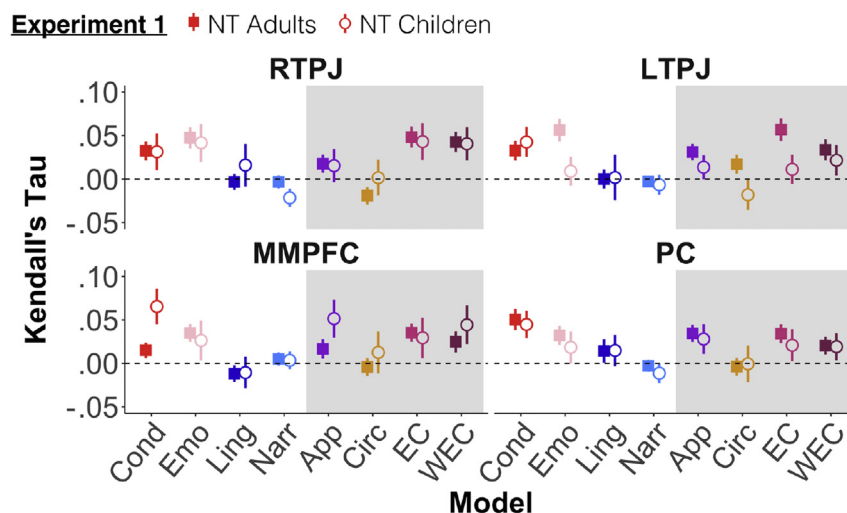 Experiment 1 NT Adults NT Children
RTPJ LTPJ
.10
.05
.00
-.05
MMPFC PC
.10
.05
.00
-.05
Kendall's Tau
Cond Emo Ling Narr App Circ EC WEC Cond Emo Ling Narr App Circ EC WEC
Model